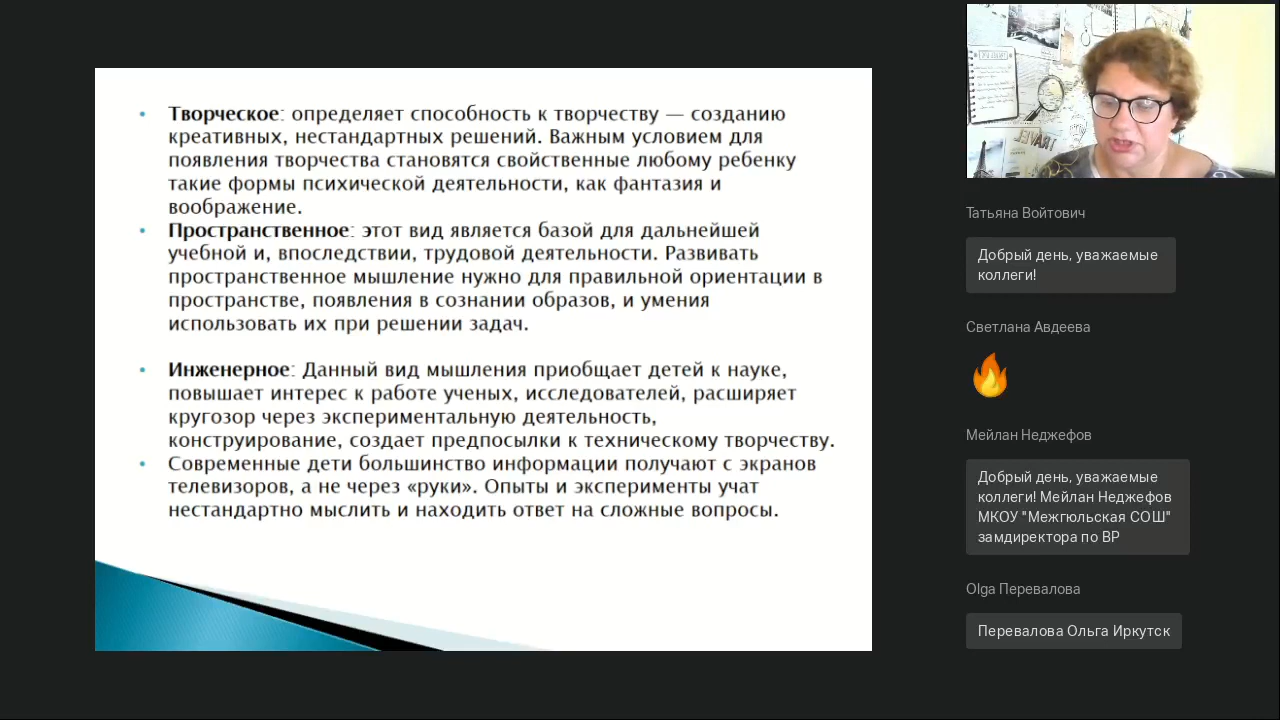 • Творческое: определяет способность к творчеству — созданию
креативных, нестандартных решений. Важным условием для
появления творчества становятся свойственные любому ребенку
такие формы психической деятельности, как фантазия и
воображение.
• Пространственное: этот вид является базой для дальнейшей
учебной и, впоследствии, трудовой деятельности. Развивать
пространственное мышление нужно для правильной ориентации в
пространстве, появления в сознании образов, и умения
использовать их при решении задач.
• Инженерное: Данный вид мышления приобщает детей к науке,
повышает интерес к работе ученых, исследователей, расширяет
кругозор через экспериментальную деятельность,
конструирование, создает предпосылки к техническому творчеству.
• Современные дети большинство информации получают с экранов
телевизоров, а не через «руки». Опыты и эксперименты учат
нестандартно мыслить и находить ответ на сложные вопросы.
TRAVEL
Татьяна Войтович
Добрый день, уважаемые
коллеги!
Светлана Авдеева
Мейлан Неджефов
Добрый день, уважаемые
коллеги! Мейлан Неджефов
МКОУ "Межгюльская СОШ"
замдиректора по ВР
Olga Перевалова
Перевалова Ольга Иркутск